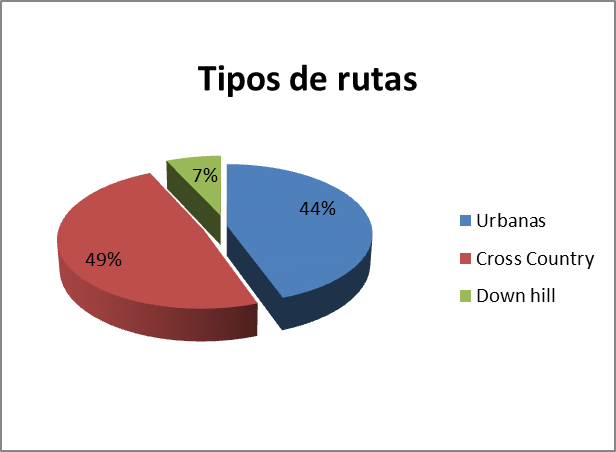 Tipos de rutas
7%
44%
49%
Urbanas
Cross Country
Down hill